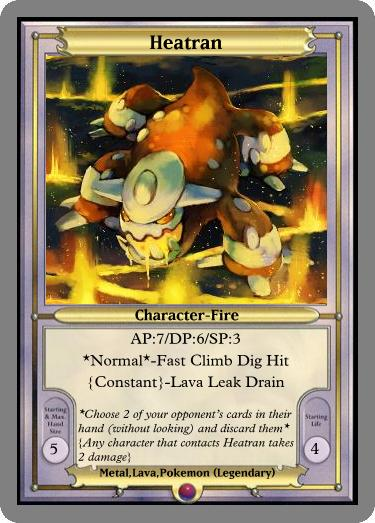 Heatran
Character-Fire
AP:7/DP:6/SP:3
*Normal*-Fast Climb Dig Hit
{Constant}-Lava Leak Drain
Starting
& Max.
Hand
Size
5
*Choose 2 of your opponent's cards in their
hand (without looking) and discard them*
{Any character that contacts Heatran takes
2 damage}
Starting
Life
4
Metal,Lava,Pokemon (Legendary)